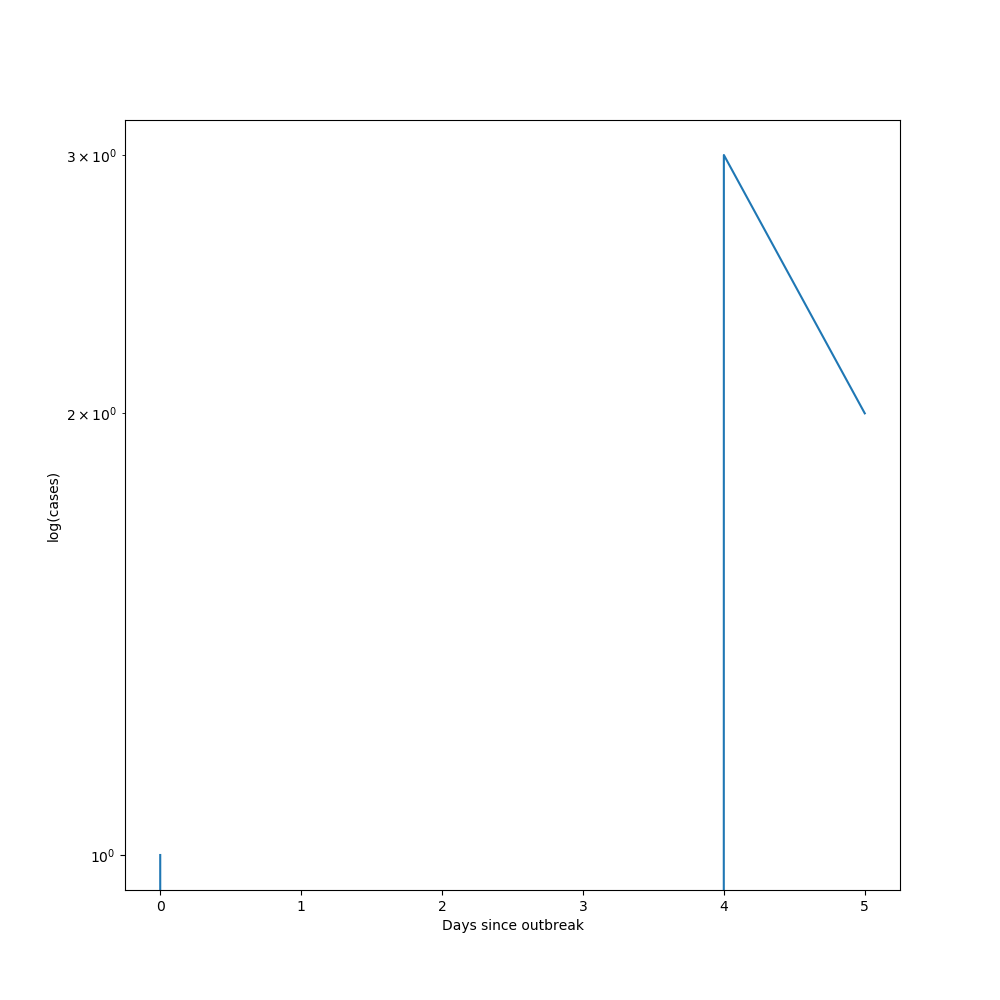 3 × 10⁰
2 × 10⁰
log(cases)
10⁰
0 1 2 3 4 5
Days since outbreak